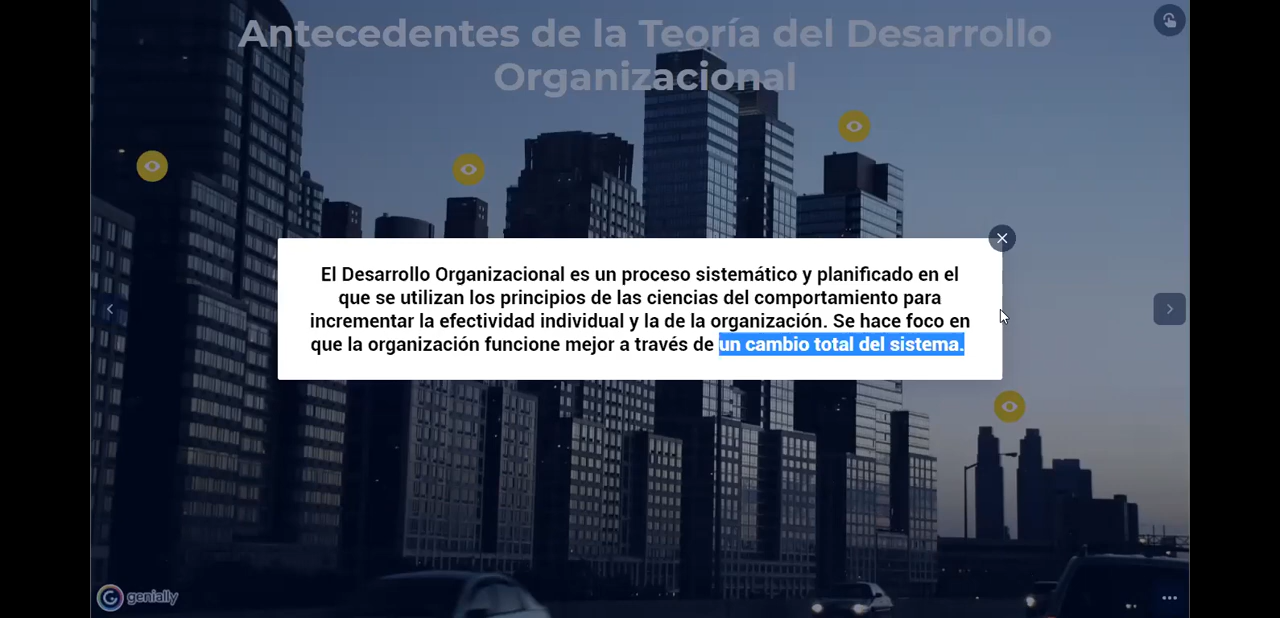 Antecedentes de la Teoría del Desarrollo
Organizacional
El Desarrollo Organizacional es un proceso sistemático y planificado en el
que se utilizan los principios de las ciencias del comportamiento para
incrementar la efectividad individual y la de la organización. Se hace foco en
que la organización funcione mejor a través de un cambio total del sistema.
genially